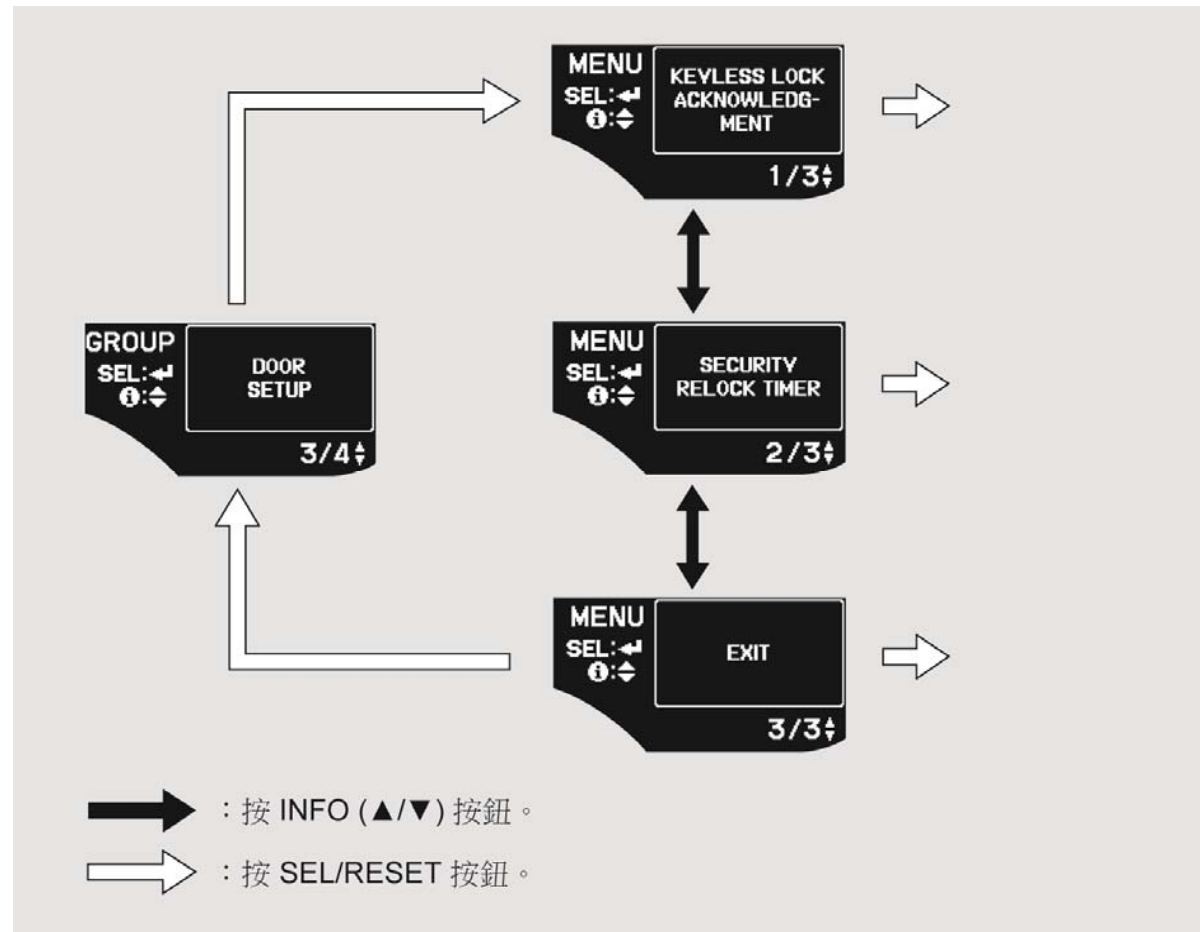 MENU
SEL:↵
ℹ:◆
KEYLESS LOCK
ACKNOWLEDG-
MENT
1/3
GROUP
SEL:↵
ℹ:◆
DOOR
SETUP
3/4
MENU
SEL:↵
ℹ:◆
SECURITY
RELOCK TIMER
2/3
MENU
SEL:↵
ℹ:◆
EXIT
3/3
：按 INFO (▲/▼) 按鈕。
：按 SEL/RESET 按鈕。